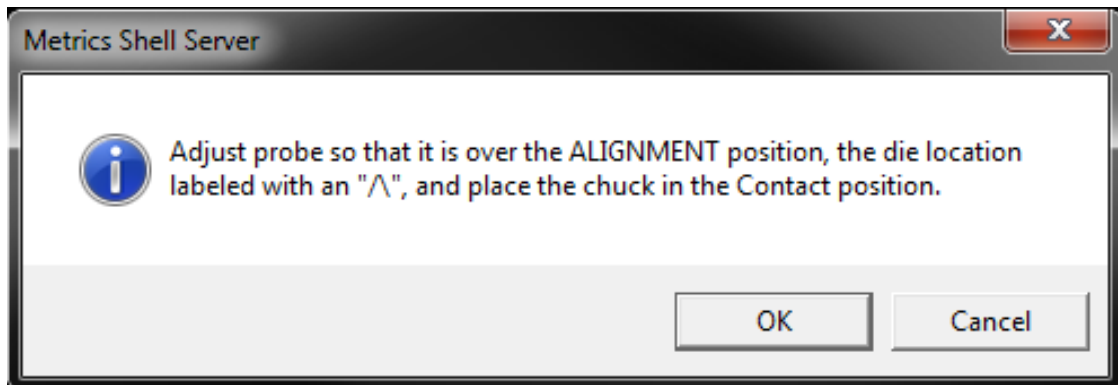 Metrics Shell Server
Adjust probe so that it is over the ALIGNMENT position, the die location
labeled with an "/\", and place the chuck in the Contact position.
OK
Cancel